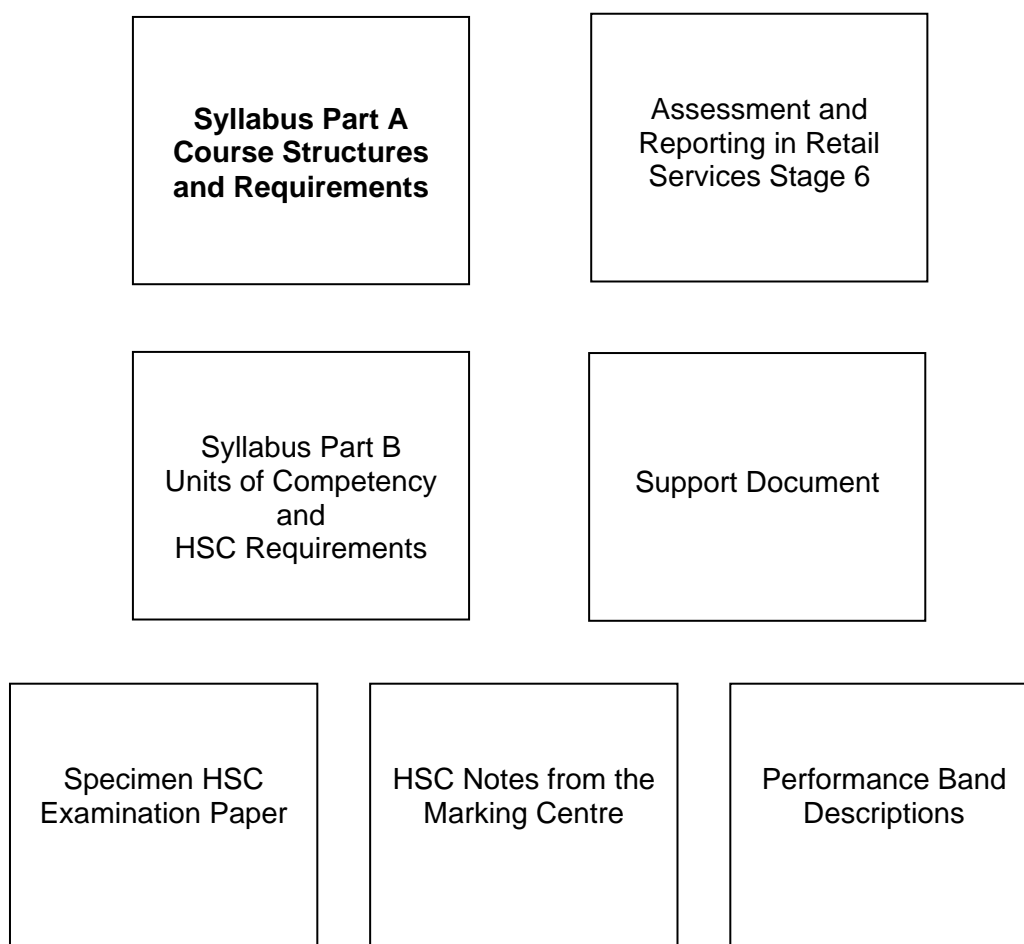 Syllabus Part A
Course Structures
and Requirements
Assessment and
Reporting in Retail
Services Stage 6
Syllabus Part B
Units of Competency
and
HSC Requirements
Support Document
Specimen HSC
Examination Paper
HSC Notes from the
Marking Centre
Performance Band
Descriptions